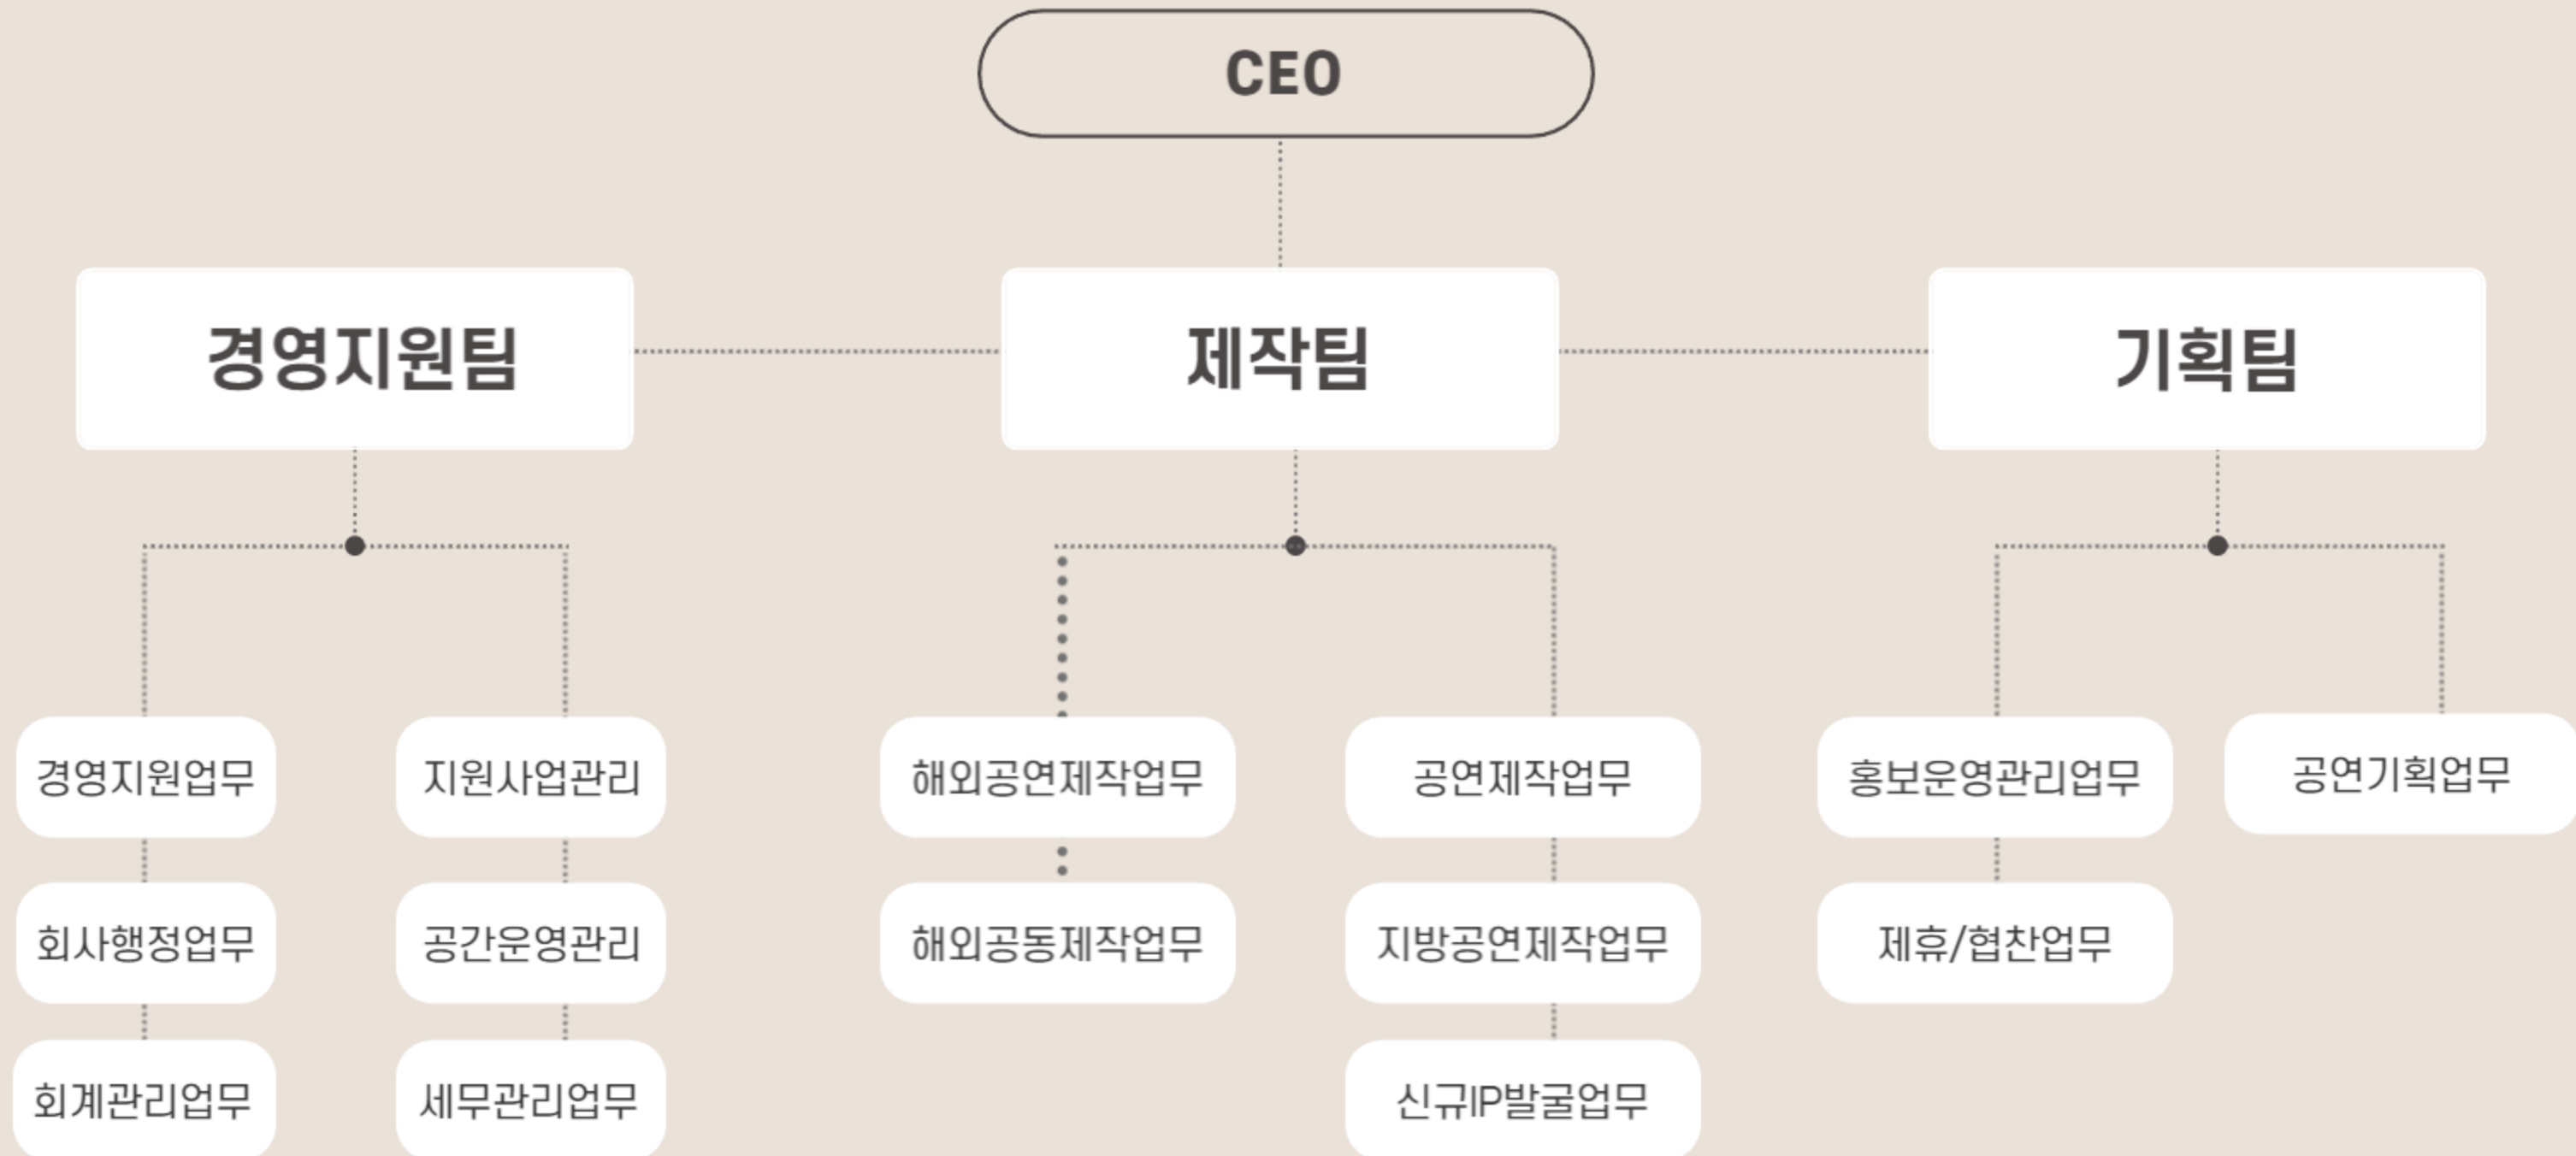 CEO
경영지원팀
제작팀
기획팀
경영지원업무
지원사업관리
해외공연제작업무
공연제작업무
홍보운영관리업무
공연기획업무
회사행정업무
공간운영관리
해외공동제작업무
지방공연제작업무
제휴/협찬업무
회계관리업무
세무관리업무
신규IP발굴업무